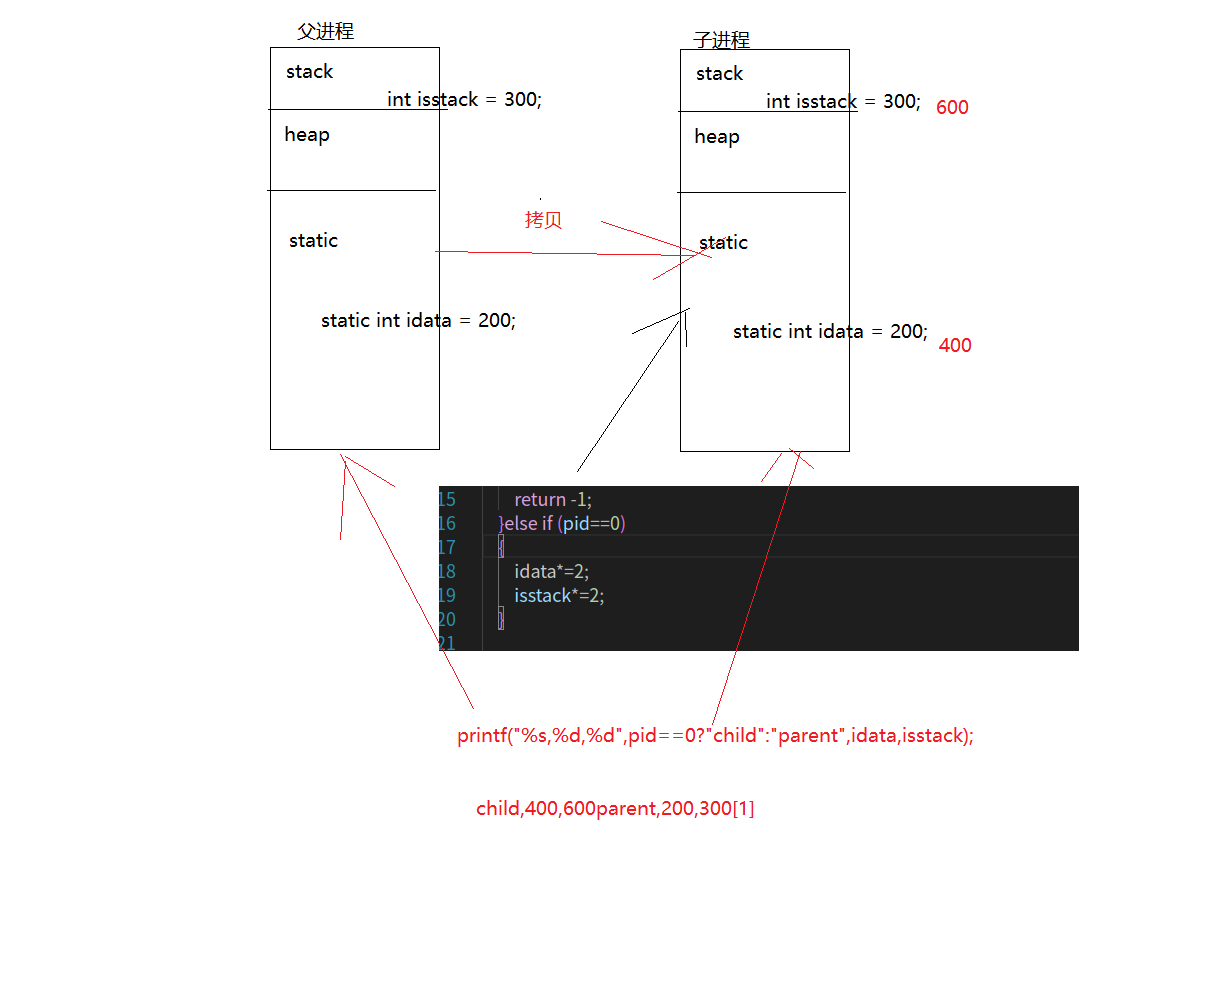 父进程
子进程
stack
stack
int isstack = 300;
int isstack = 300;
600
heap
heap
拷贝
static
static
static int idata = 200;
static int idata = 200;
400
15 return -1;
16 }else if (pid==0)
17 {
18 idata*=2;
19 isstack*=2;
20 }
21
printf("%s,%d,%d",pid==0?"child":"parent",idata,isstack);
child,400,600parent,200,300[1]